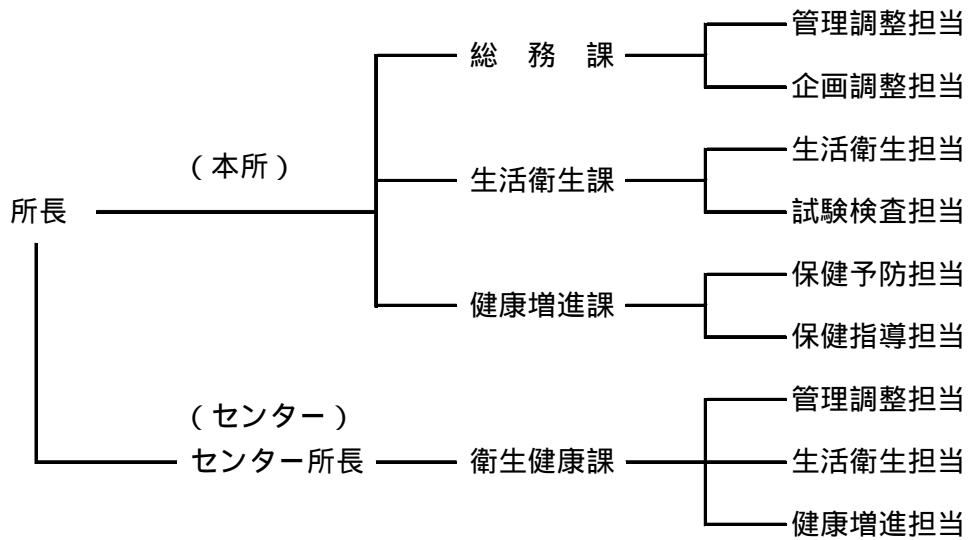 管理調整担当
総　務　課
企画調整担当
生活衛生担当
（本所）
生活衛生課
所長
試験検査担当
保健予防担当
健康増進課
保健指導担当
管理調整担当
（センター）
センター所長
衛生健康課
生活衛生担当
健康増進担当